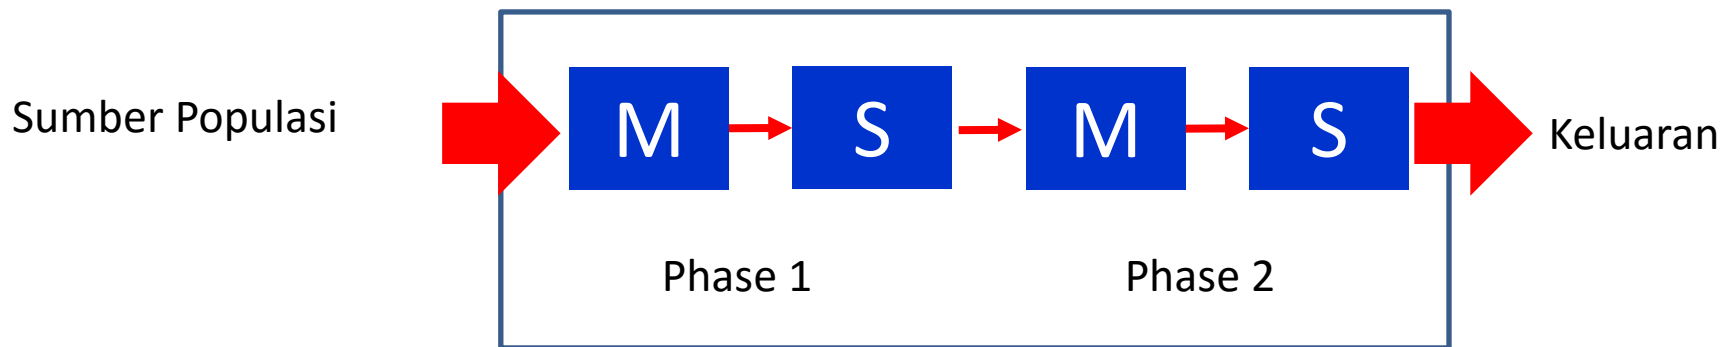 Sumber Populasi
M
S
M
S
Keluaran
Phase 1
Phase 2